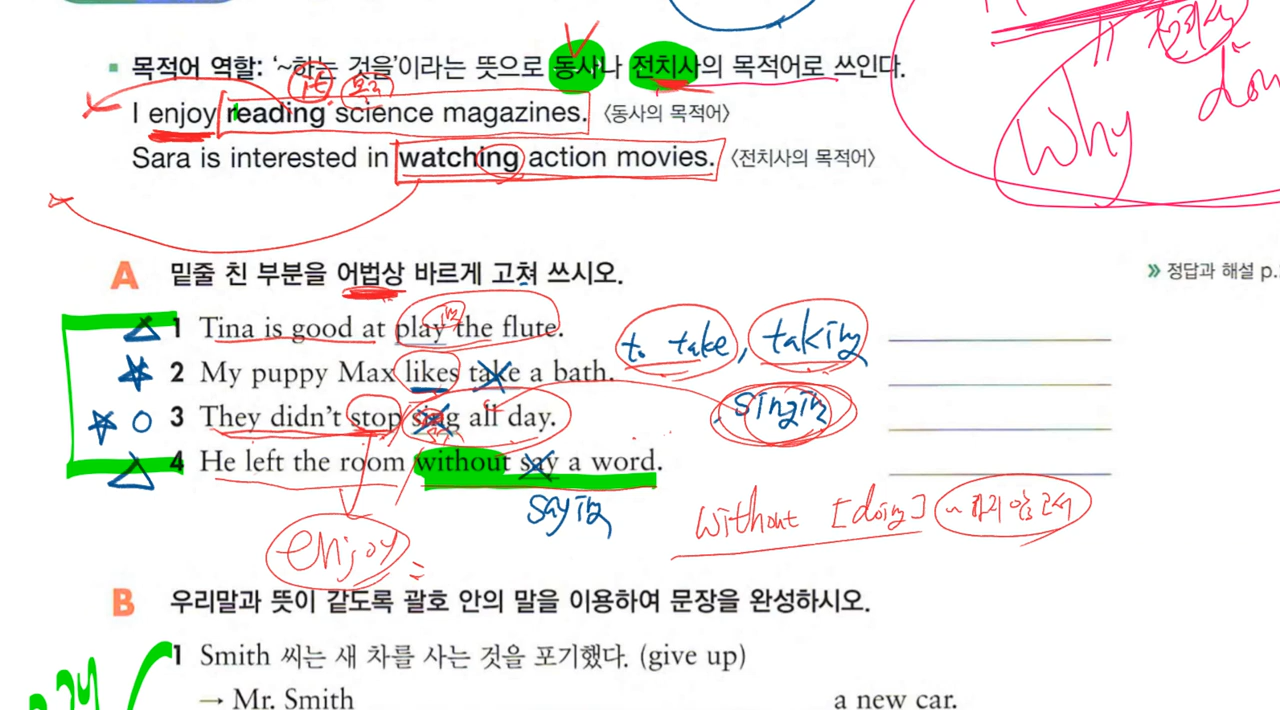 목적어 역할: '~하는 것을'이라는 뜻으로 동사나 전치사의 목적어로 쓰인다.
I enjoy reading science magazines. 〈동사의 목적어〉
Sara is interested in watching action movies. 〈전치사의 목적어〉
Why
A 밑줄 친 부분을 어법상 바르게 고쳐 쓰시오.
» 정답과 해설 p.
1 Tina is good at play the flute.
ing
to take, taking
2 My puppy Max likes take a bath.
3 They didn't stop sing all day.
singing
4 He left the room without say a word.
saying
without [doing] ~하지 않고서
enjoy
B 우리말과 뜻이 같도록 괄호 안의 말을 이용하여 문장을 완성하시오.
1 Smith 씨는 새 차를 사는 것을 포기했다. (give up)
→ Mr. Smith a new car.